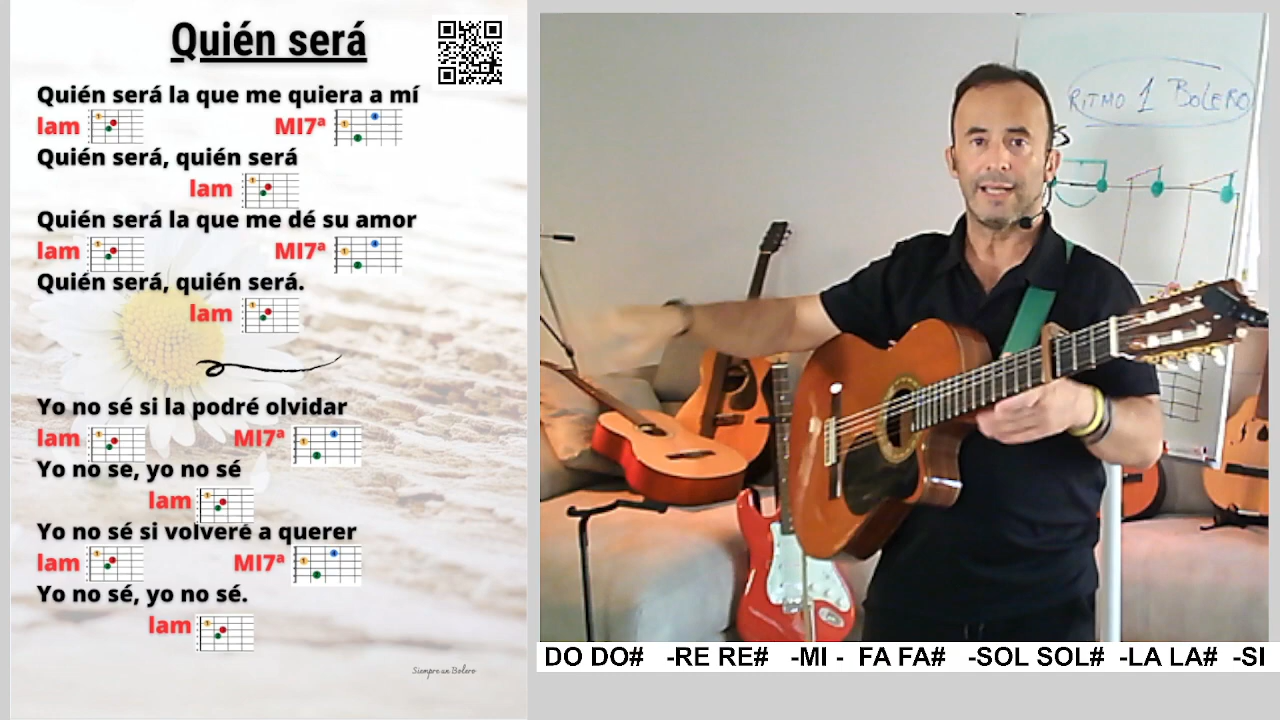 Quién será
Quién será la que me quiera a mí
lam MI7ª
Quién será, quién será
lam
Quién será la que me dé su amor
lam MI7ª
Quién será, quién será.
lam
Yo no sé si la podré olvidar
lam MI7ª
Yo no se, yo no sé
lam
Yo no sé si volveré a querer
lam MI7ª
Yo no sé, yo no sé.
lam
Siempre un Bolero
RITMO 1 BOLERO
DO DO# -RE RE# -MI - FA FA# -SOL SOL# -LA LA# -SI